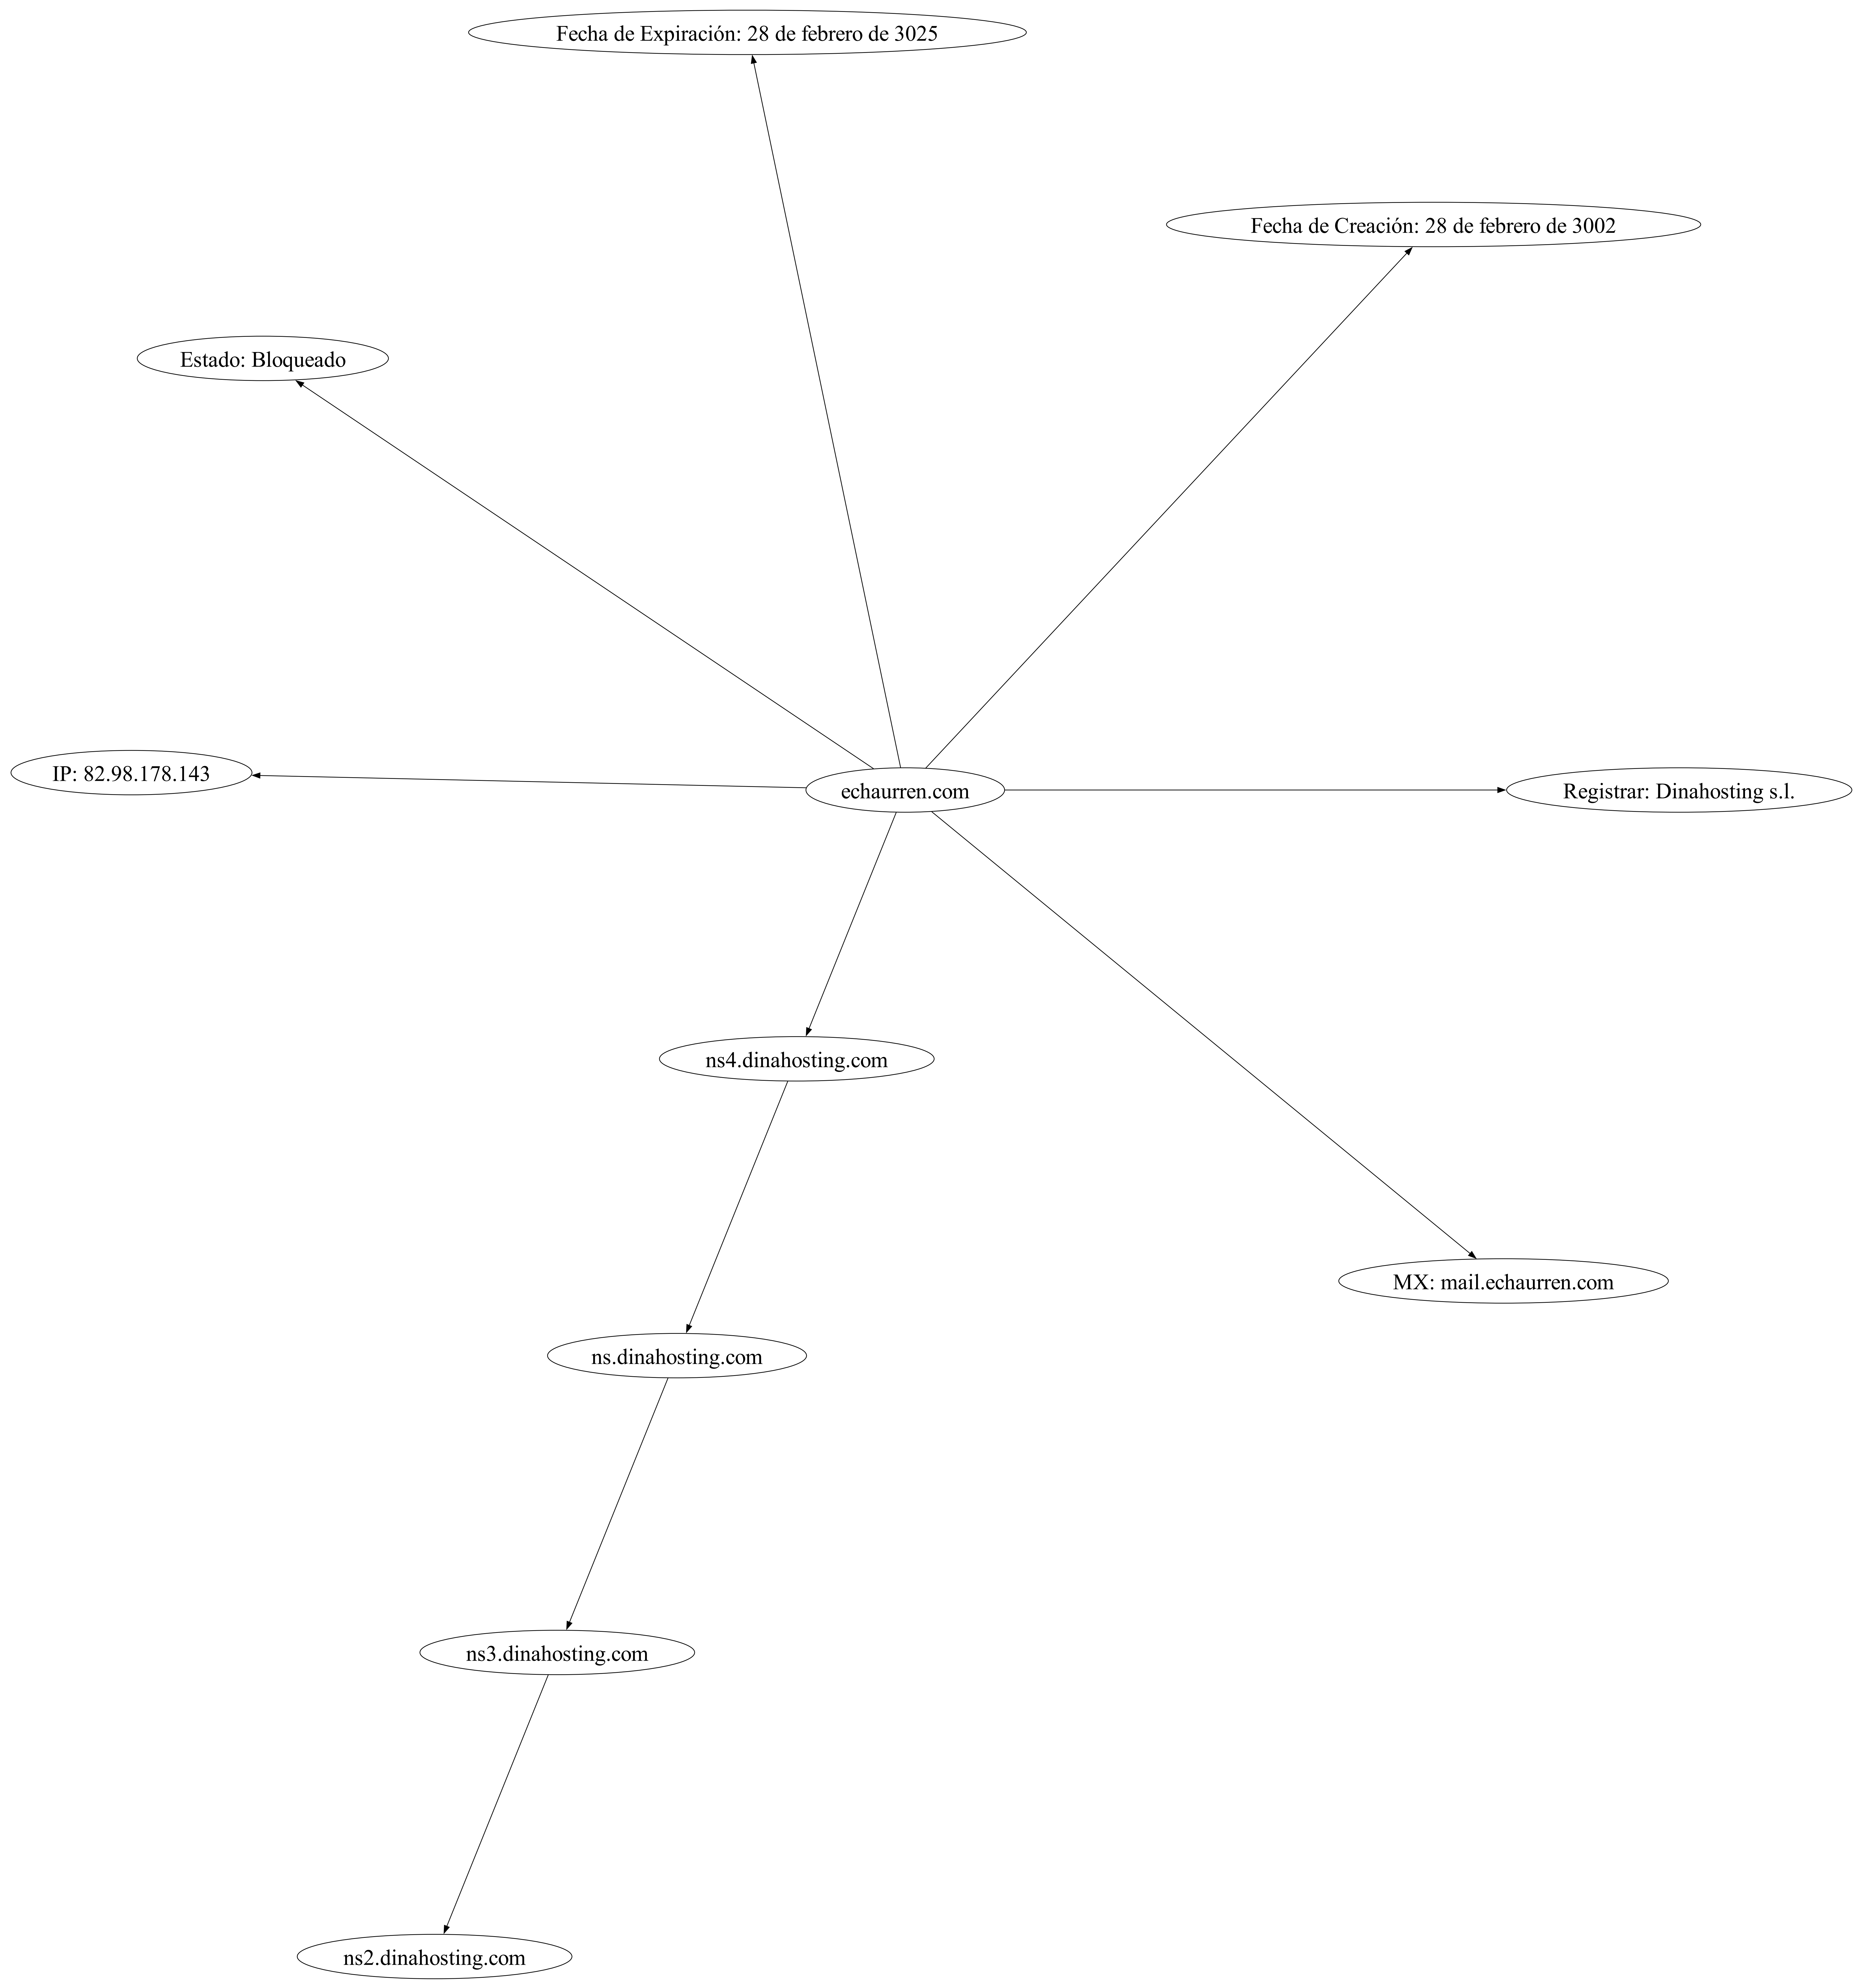 Fecha de Expiración: 28 de febrero de 3025
Fecha de Creación: 28 de febrero de 3002
Estado: Bloqueado
IP: 82.98.178.143
echaurren.com
Registrar: Dinahosting s.l.
ns4.dinahosting.com
MX: mail.echaurren.com
ns.dinahosting.com
ns3.dinahosting.com
ns2.dinahosting.com